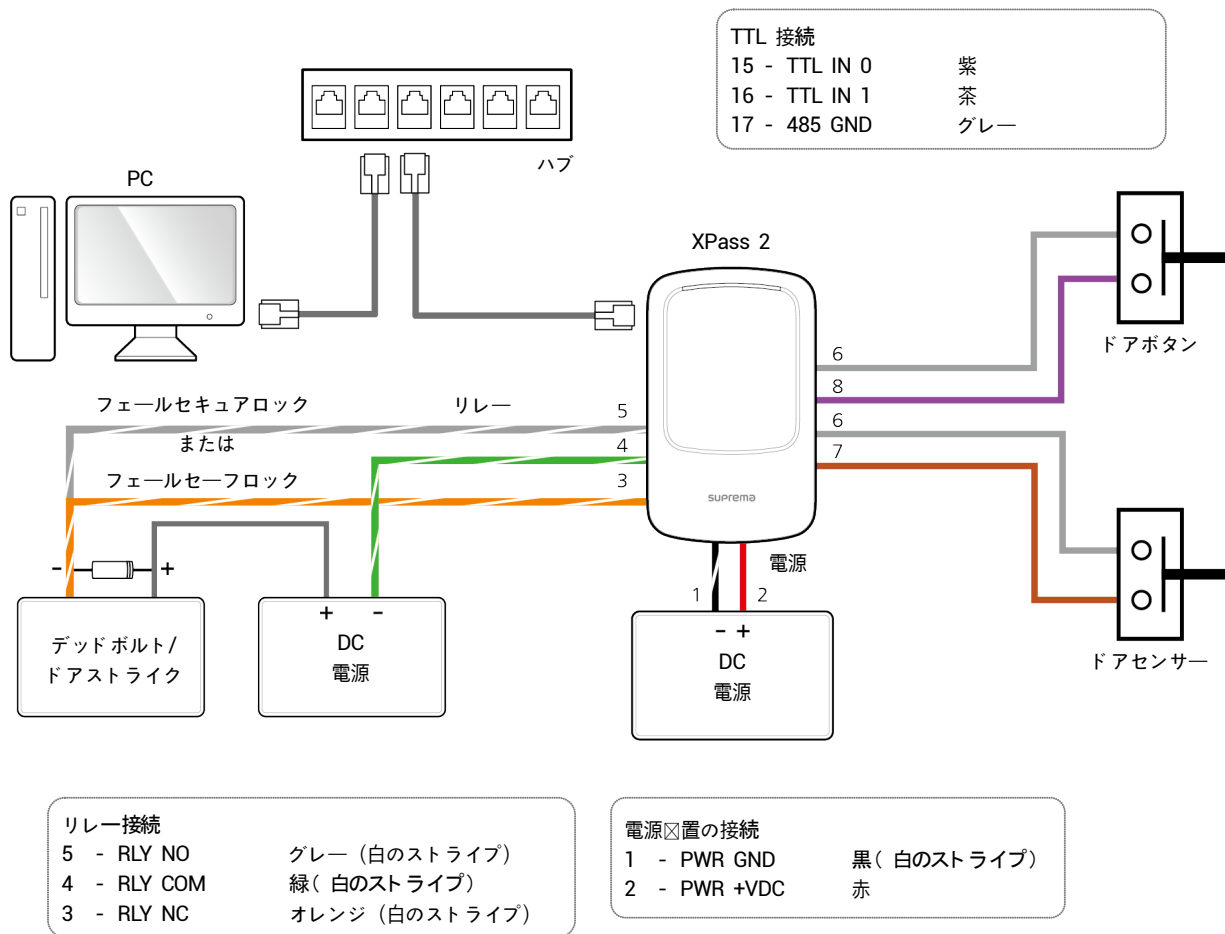 TTL 接続
15 - TTL IN 0 紫
16 - TTL IN 1 茶
17 - 485 GND グレー
ハブ
PC
XPass 2
ドアボタン
6
8
6
7
フェールセキュアロック リレー 5
または 4
フェールセーフロック 3
suprema
電源
1 2
- +
+ -
- +
デッドボルト/
ドアストライク
DC
電源
DC
電源
ドアセンサー
リレー接続
5 - RLY NO グレー (白のストライプ)
4 - RLY COM 緑( 白のストライプ)
3 - RLY NC オレンジ (白のストライプ)
電源置の接続
1 - PWR GND 黒( 白のストライプ)
2 - PWR +VDC 赤